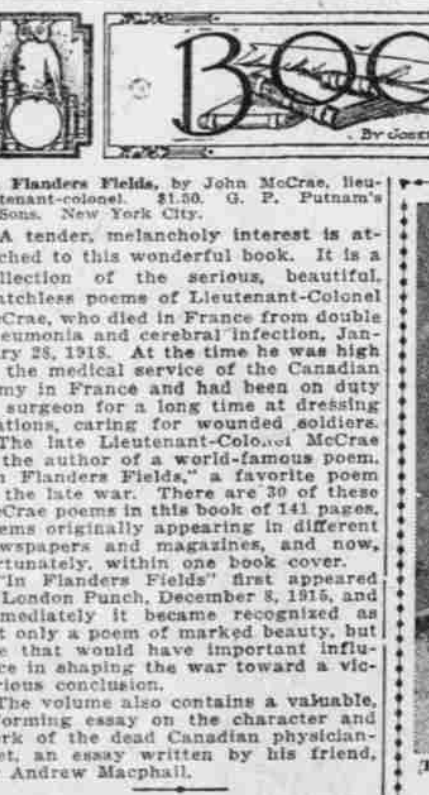 BOO
BY JOSE
Flanders Fields, by John McCrae, lieu-
tenant-colonel. $1.50. G. P. Putnam's
Sons. New York City.
A tender, melancholy interest is at-
ched to this wonderful book. It is a
llection of the serious, beautiful,
atchless poems of Lieutenant-Colonel
cCrae, who died in France from double
eumonia and cerebral infection, Jan-
ry 28, 1918. At the time he was high
the medical service of the Canadian
my in France and had been on duty
surgeon for a long time at dressing
ations, caring for wounded soldiers.
The late Lieutenant-Colonel McCrae
the author of a world-famous poem,
n Flanders Fields," a favorite poem
the late war. There are 30 of these
cCrae poems in this book of 141 pages,
ems originally appearing in different
wspapers and magazines, and now,
rtunately, within one book cover.
"In Flanders Fields" first appeared
London Punch, December 8, 1915, and
mediately it became recognized as
t only a poem of marked beauty, but
e that would have important influ-
ce in shaping the war toward a vic-
rious conclusion.
The volume also contains a valuable,
forming essay on the character and
rk of the dead Canadian physician-
et, an essay written by his friend,
Andrew Macphail.